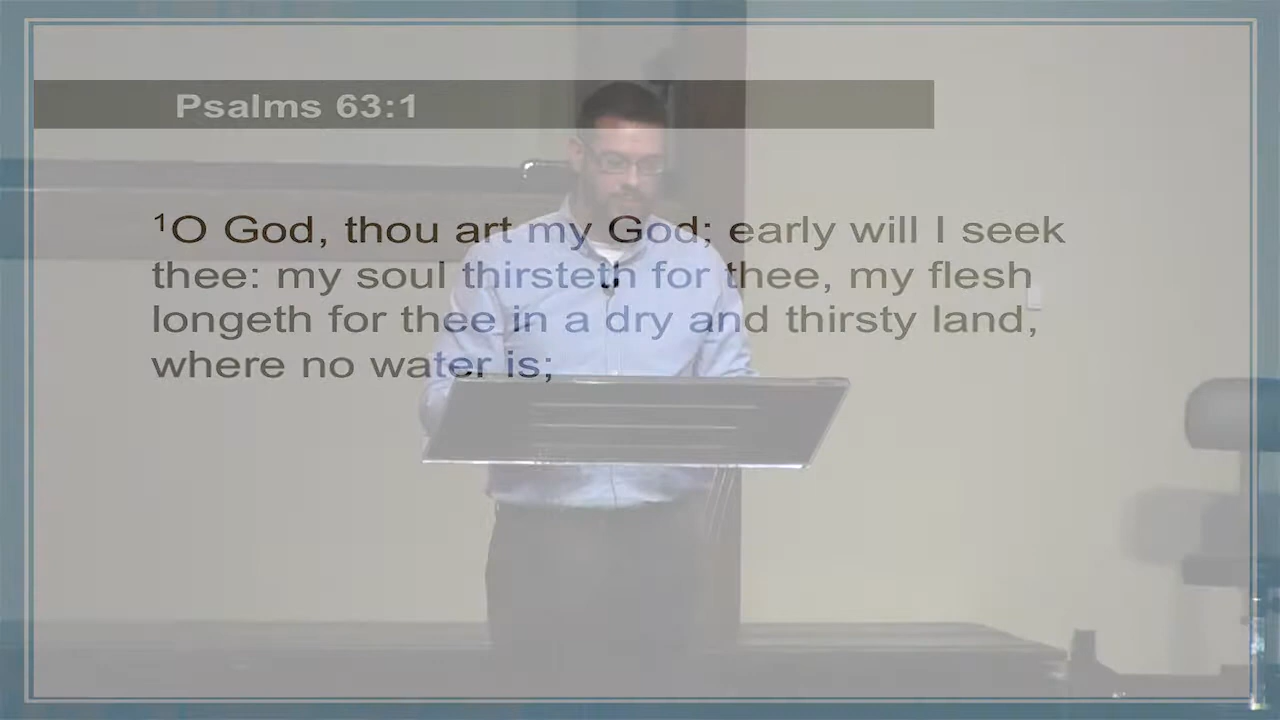 Psalms 63:1
¹O God, thou art my God; early will I seek
thee: my soul thirsteth for thee, my flesh
longeth for thee in a dry and thirsty land,
where no water is;